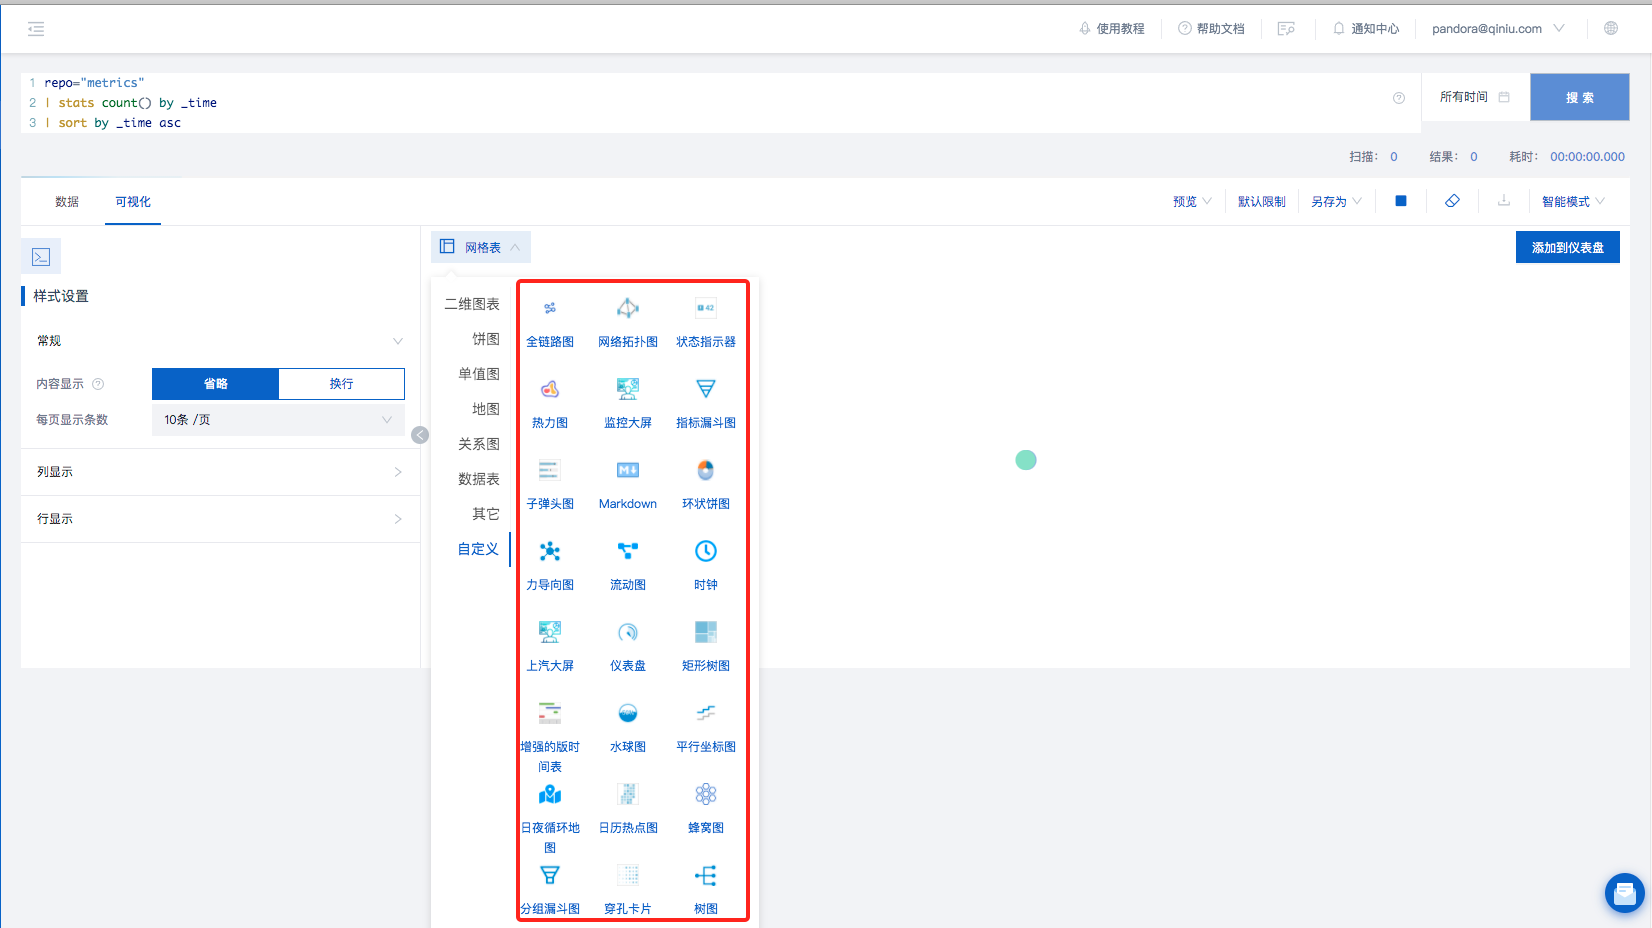 使用教程
帮助文档
通知中心
pandora@qiniu.com
1 repo="metrics"
2 | stats count() by _time
3 | sort by _time asc
所有时间
搜 索
扫描： 0
结果： 0
耗时： 00:00:00.000
数据
可视化
预览
默认限制
另存为
智能模式
网格表
添加到仪表盘
样式设置
常规
内容显示
省略
换行
每页显示条数
10条 /页
列显示
行显示
二维图表
饼图
单值图
地图
关系图
数据表
其它
自定义
42
全链路图
网络拓扑图
状态指示器
热力图
监控大屏
指标漏斗图
M
子弹头图
Markdown
环状饼图
力导向图
流动图
时钟
上汽大屏
仪表盘
矩形树图
增强的版时
间表
水球图
平行坐标图
日夜循环地
图
日历热点图
蜂窝图
分组漏斗图
穿孔卡片
树图